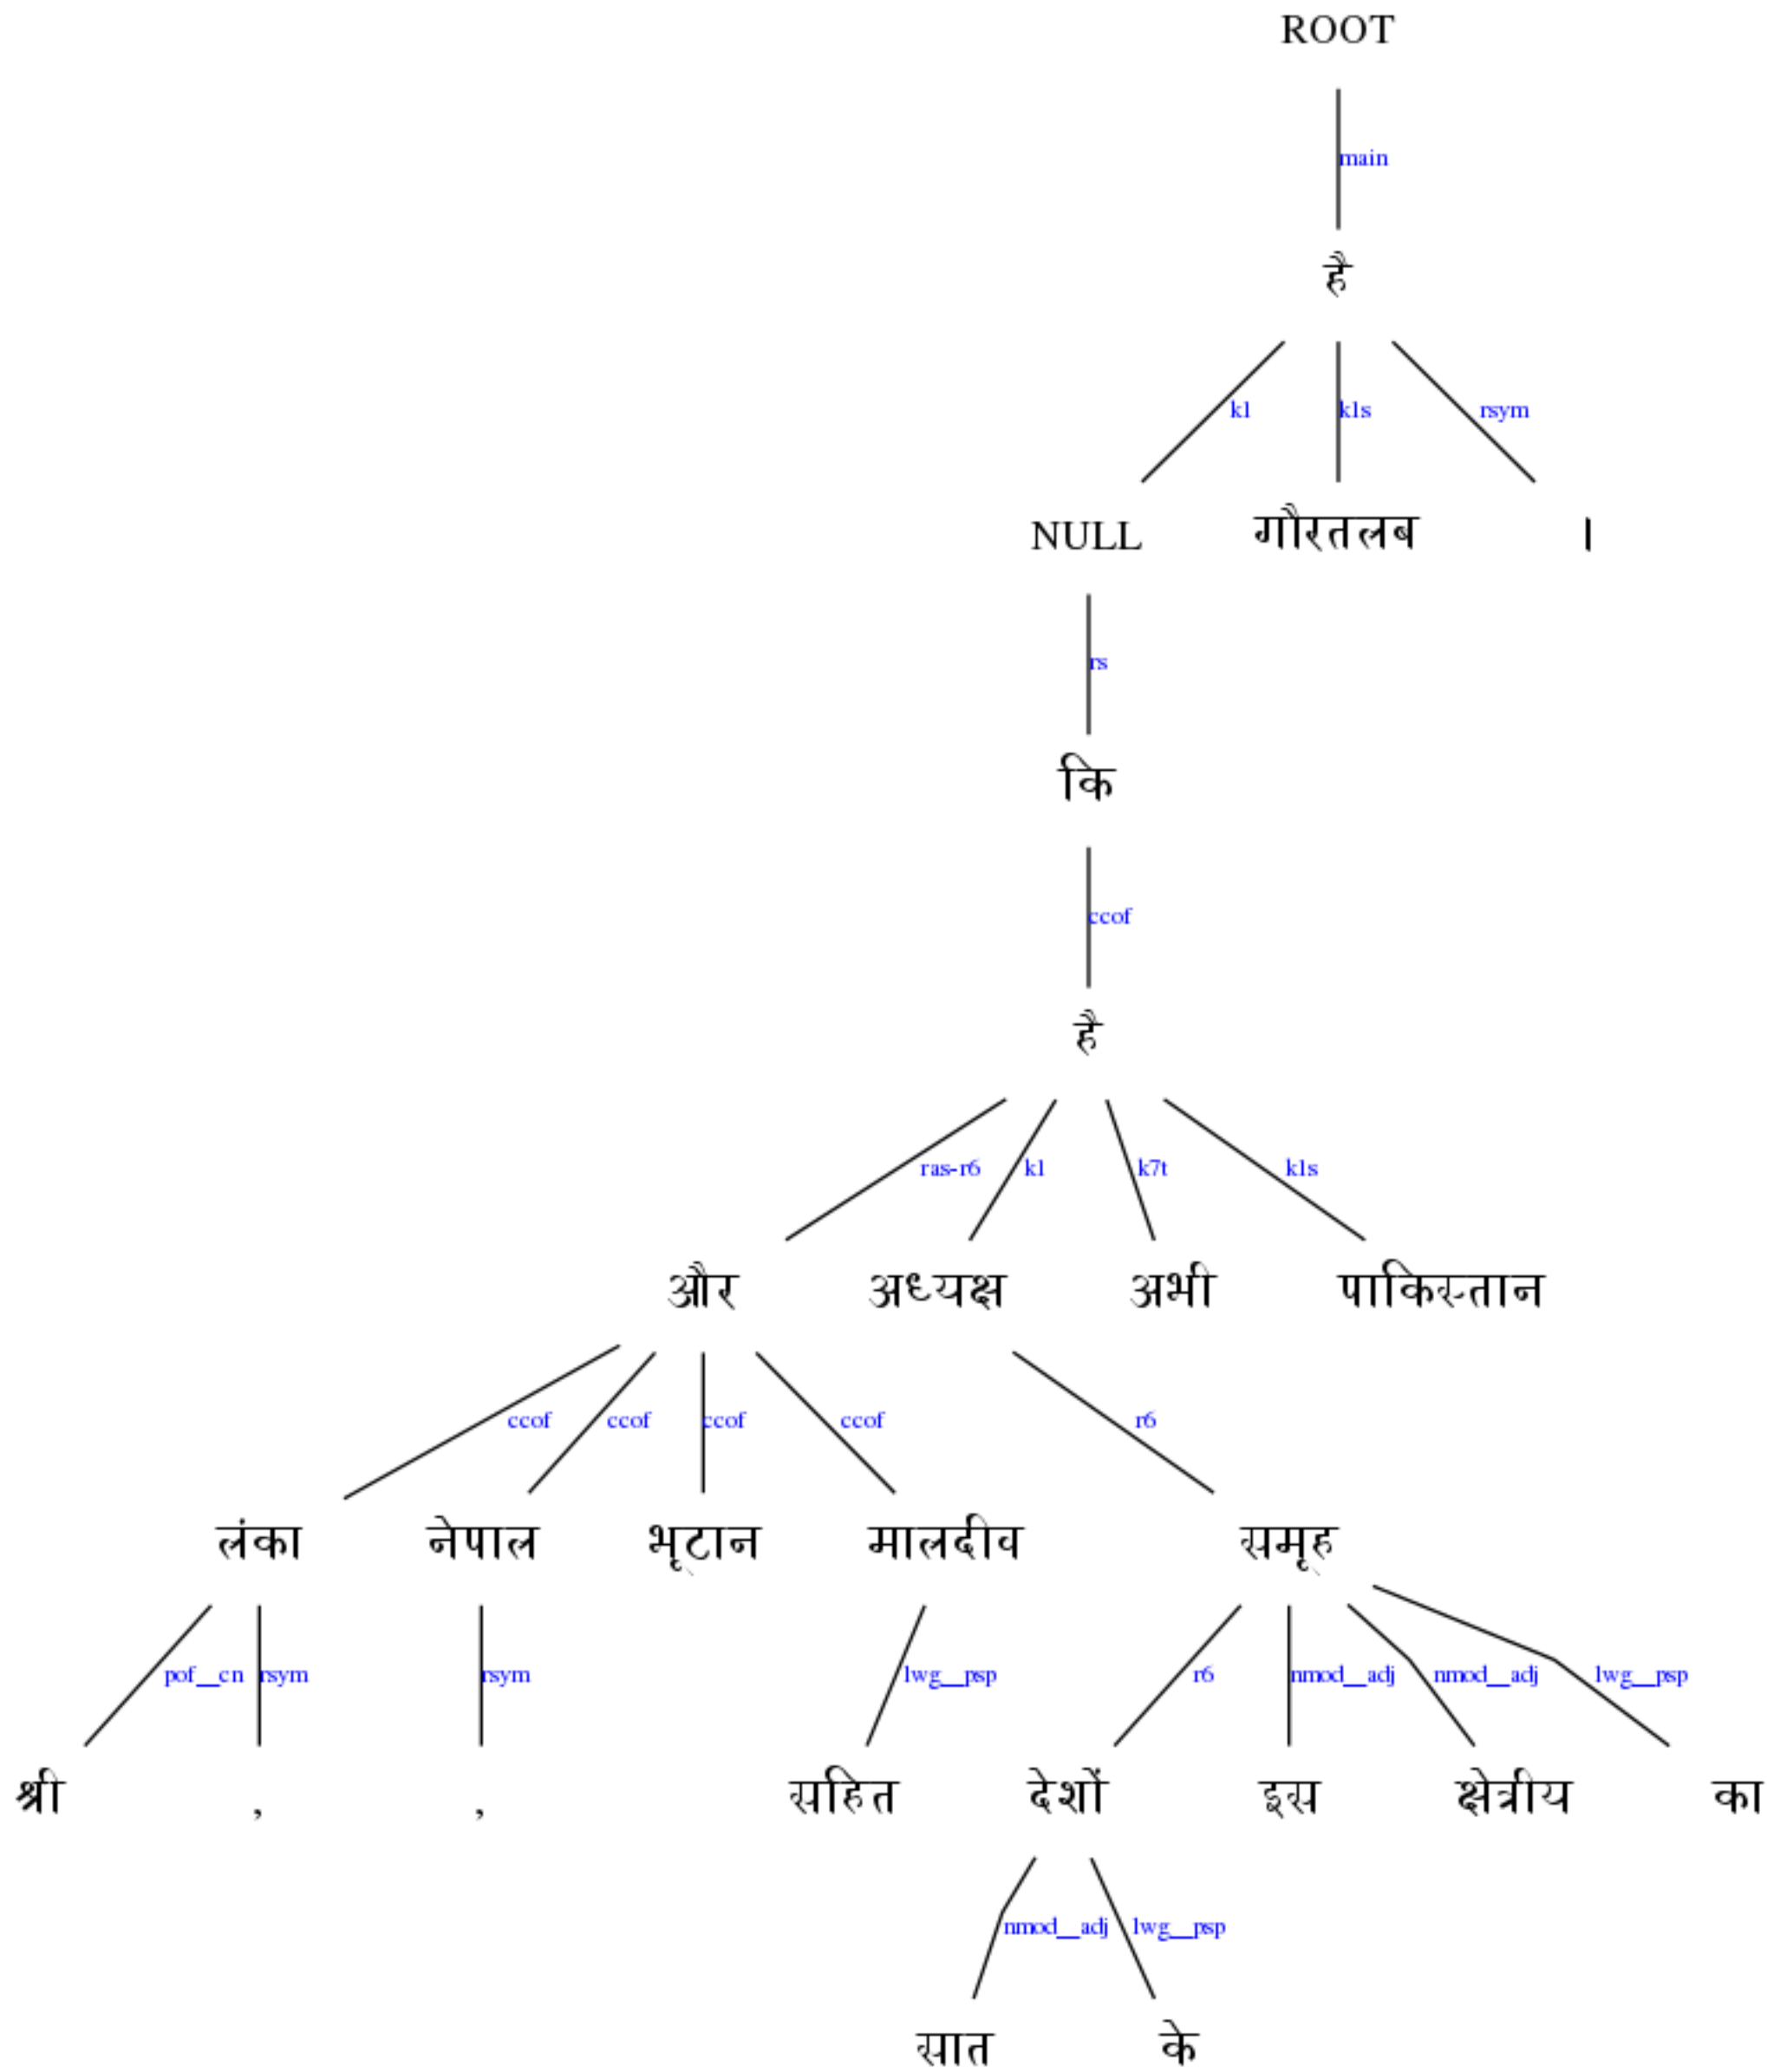 ROOT
main
है
k1 k1s rsym
NULL गौरतलब ।
rs
कि
ccof
है
ras-r6 k1 k7t k1s
और अध्यक्ष अभी पाकिस्तान
ccof ccof ccof ccof r6
लंका नेपाल भूटान मालदीव समूह
pof__cn rsym rsym lwg__psp r6 nmod__adj nmod__adj lwg__psp
श्री , , सहित देशों इस क्षेत्रीय का
nmod__adj lwg__psp
सात के